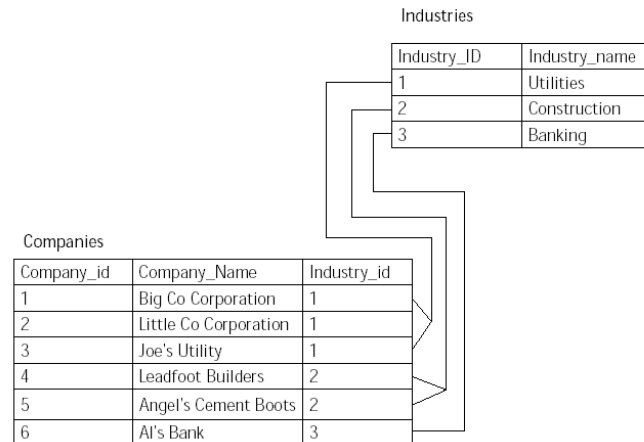 Industries
Industry_ID Industry_name
1 Utilities
2 Construction
3 Banking
Companies
Company_id Company_Name Industry_id
1 Big Co Corporation 1
2 Little Co Corporation 1
3 Joe's Utility 1
4 Leadfoot Builders 2
5 Angel's Cement Boots 2
6 Al's Bank 3